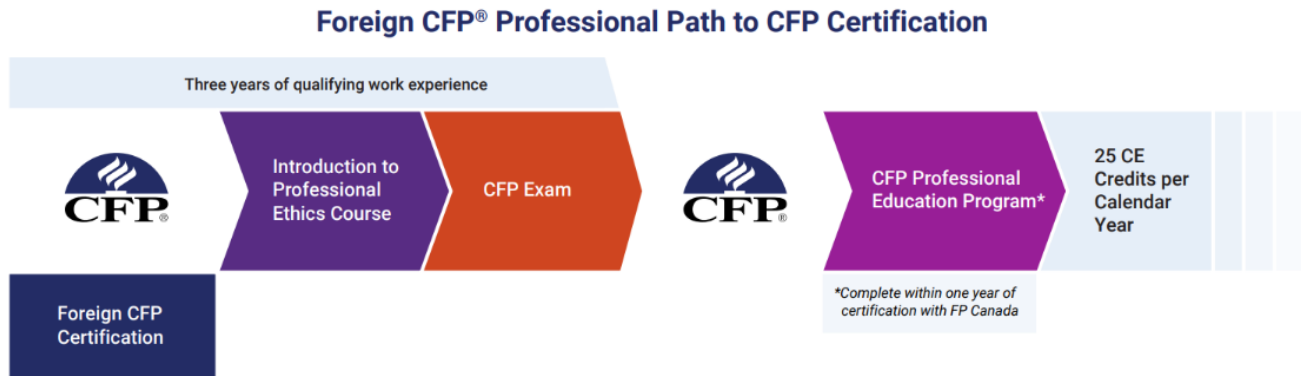 Foreign CFP® Professional Path to CFP Certification
Three years of qualifying work experience
CFP®
Foreign CFP
Certification
Introduction to
Professional
Ethics Course
CFP Exam
CFP®
CFP Professional
Education Program*
*Complete within one year of
certification with FP Canada
25 CE
Credits per
Calendar
Year